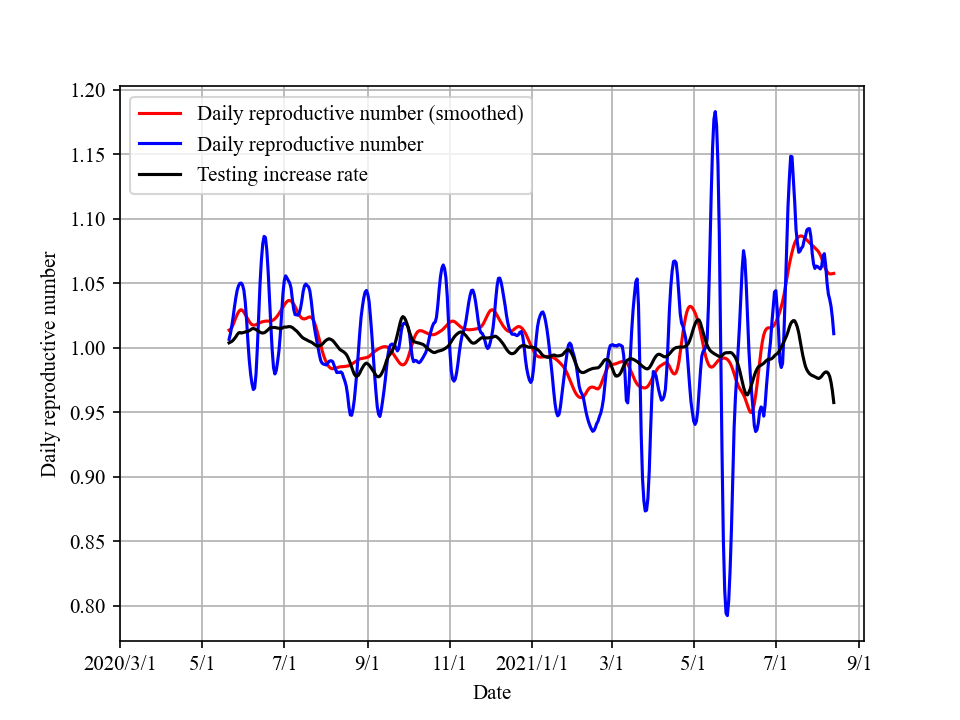 Daily reproductive number (smoothed)
Daily reproductive number
Testing increase rate
Daily reproductive number
1.20
1.15
1.10
1.05
1.00
0.95
0.90
0.85
0.80
2020/3/1 5/1 7/1 9/1 11/1 2021/1/1 3/1 5/1 7/1 9/1
Date